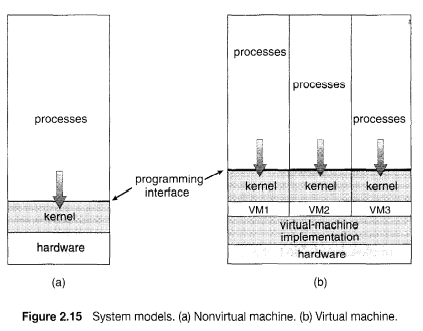 processes
processes
processes
processes
programming
interface
kernel
kernel
kernel
kernel
VM1
VM2
VM3
virtual-machine
implementation
hardware
hardware
(a)
(b)
Figure 2.15 System models. (a) Nonvirtual machine. (b) Virtual machine.